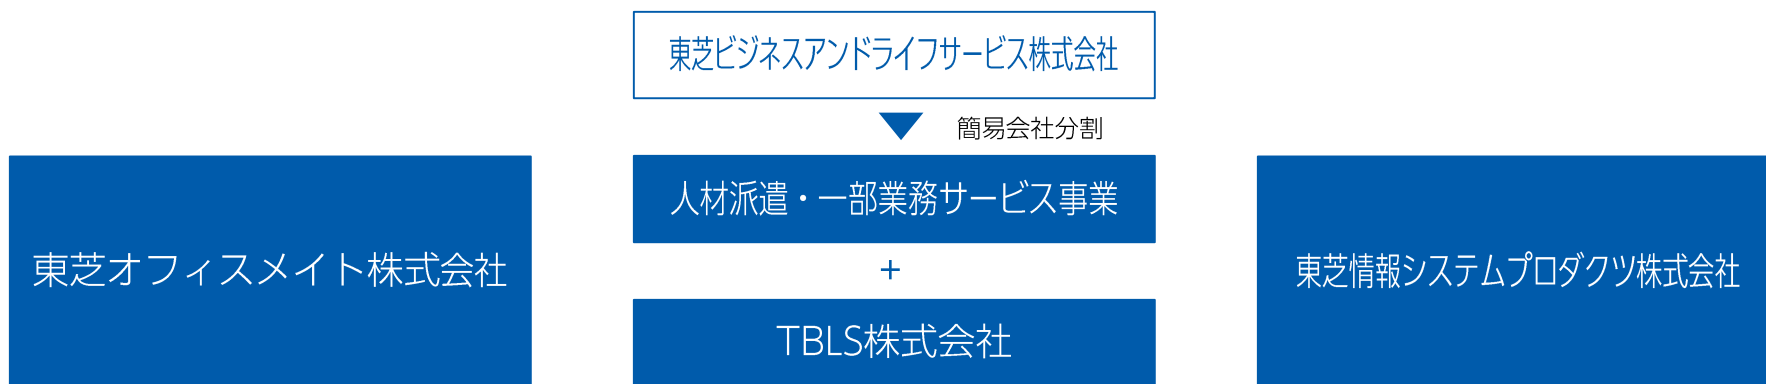 東芝ビジネスアンドライフサービス株式会社
簡易会社分割
人材派遣・一部業務サービス事業
+
東芝オフィスメイト株式会社
東芝情報システムプロダクツ株式会社
TBLS株式会社